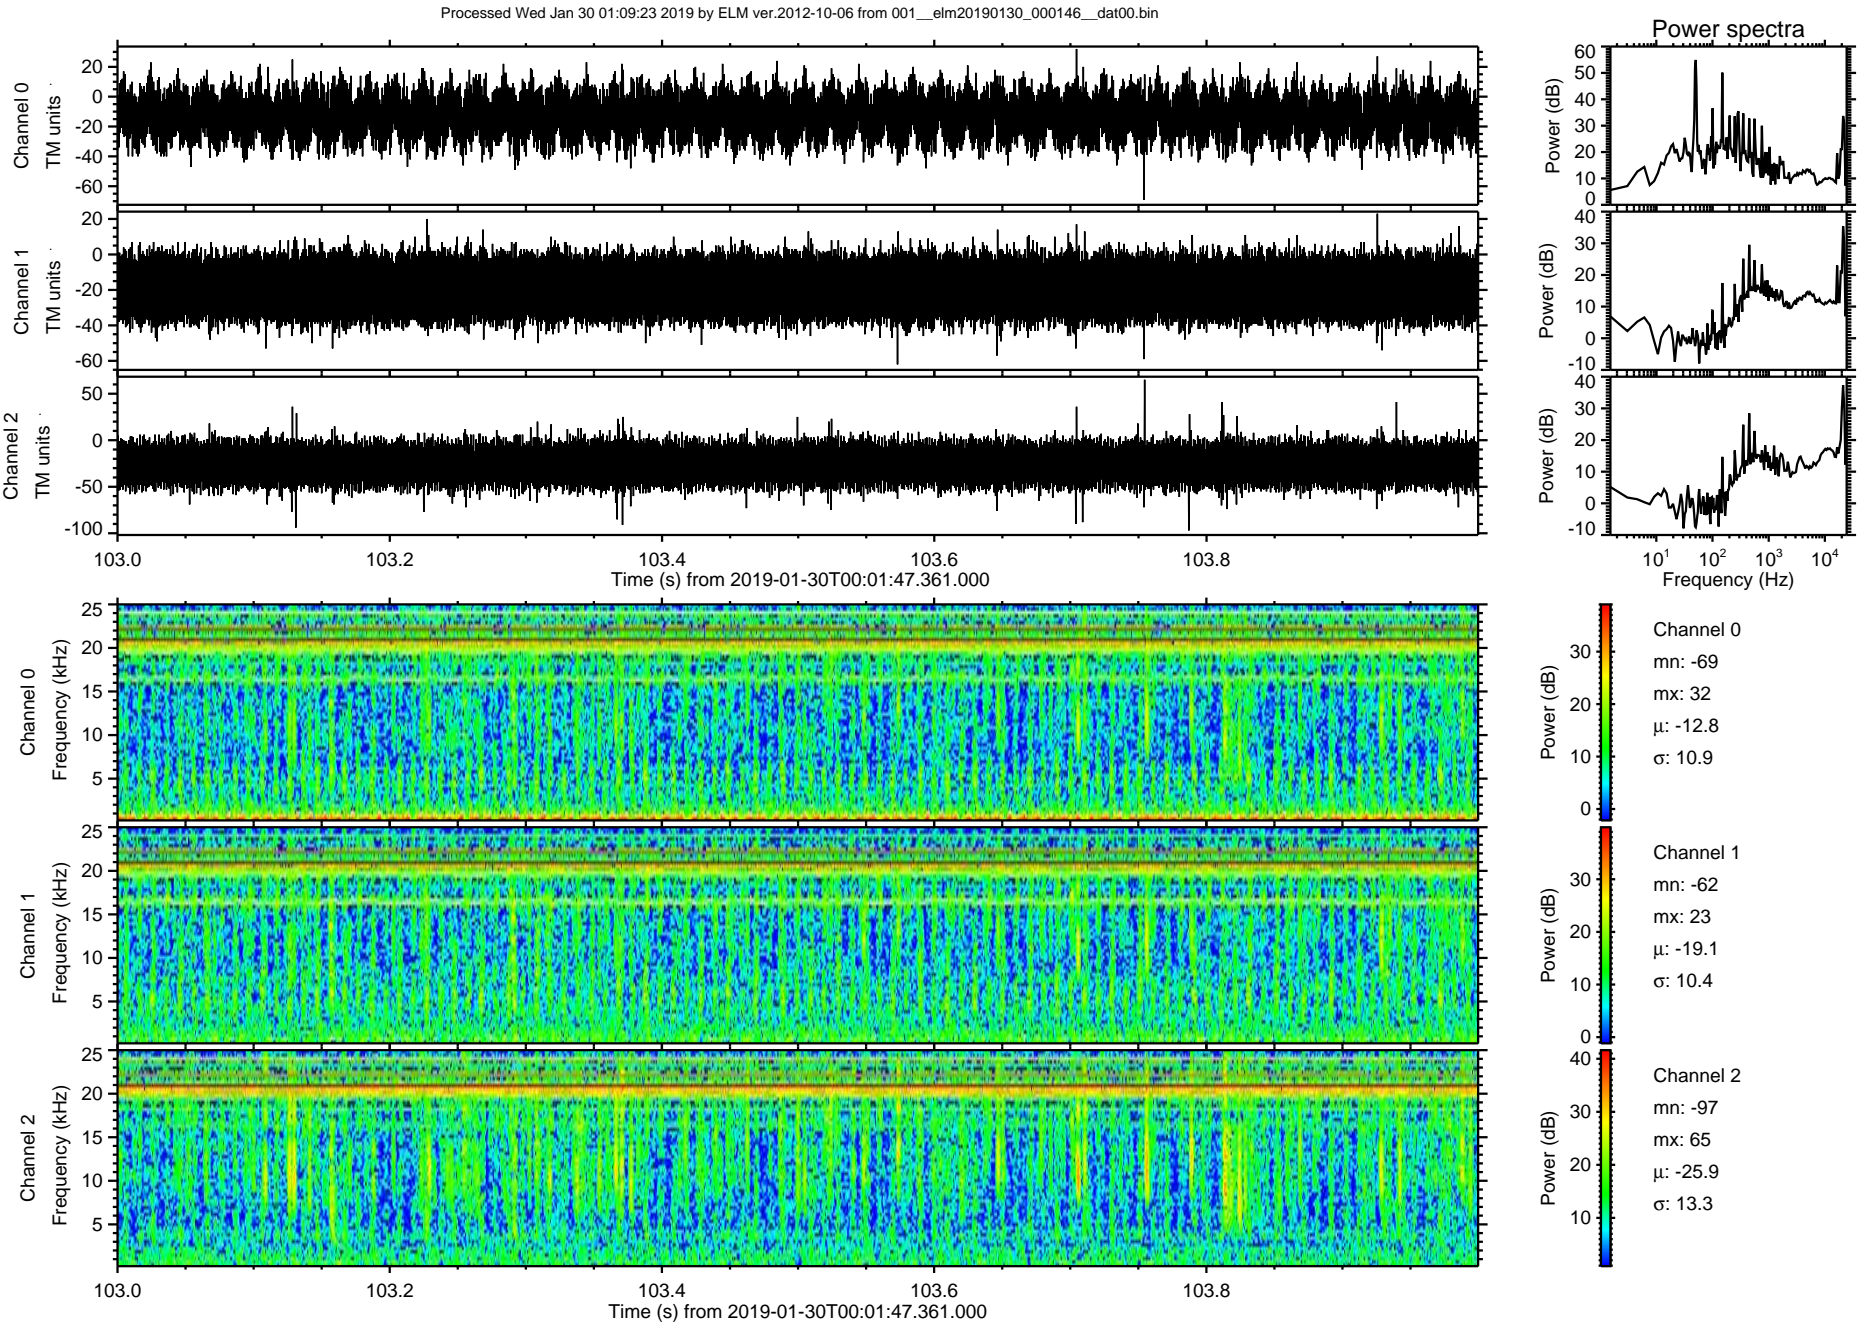 Processed Wed Jan 30 01:09:23 2019 by ELM ver.2012-10-06 from 001__elm20190130_000146__dat00.bin
Power spectra
Channel 0
TM units
20
0
-20
-40
-60
Power (dB)
60
50
40
30
20
10
0
Channel 1
TM units
20
0
-20
-40
-60
Power (dB)
40
30
20
10
0
-10
Channel 2
TM units
50
0
-50
-100
Power (dB)
40
30
20
10
0
-10
103.0 103.2 103.4 103.6 103.8
Time (s) from 2019-01-30T00:01:47.361.000
10¹ 10² 10³ 10⁴
Frequency (Hz)
Channel 0
Frequency (kHz)
25
20
15
10
5
Power (dB)
30
20
10
0
Channel 0
mn: -69
mx: 32
μ: -12.8
σ: 10.9
Channel 1
Frequency (kHz)
25
20
15
10
5
Power (dB)
30
20
10
0
Channel 1
mn: -62
mx: 23
μ: -19.1
σ: 10.4
Channel 2
Frequency (kHz)
25
20
15
10
5
Power (dB)
40
30
20
10
Channel 2
mn: -97
mx: 65
μ: -25.9
σ: 13.3
103.0 103.2 103.4 103.6 103.8
Time (s) from 2019-01-30T00:01:47.361.000